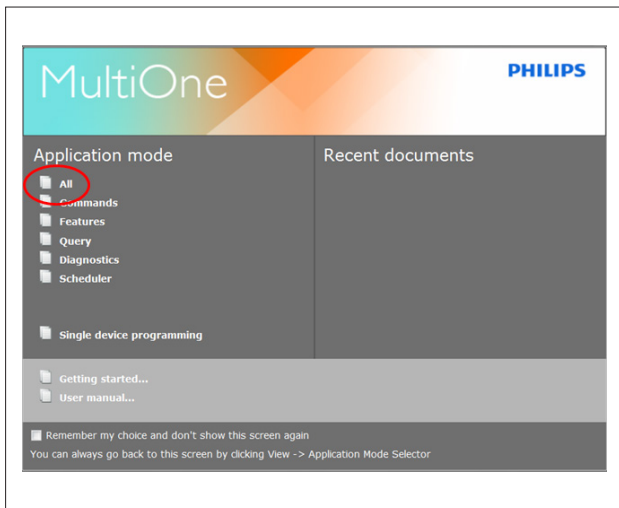 MultiOne
PHILIPS
Application mode
All
Commands
Features
Query
Diagnostics
Scheduler
Single device programming
Recent documents
Getting started...
User manual...
Remember my choice and don't show this screen again
You can always go back to this screen by clicking View -> Application Mode Selector